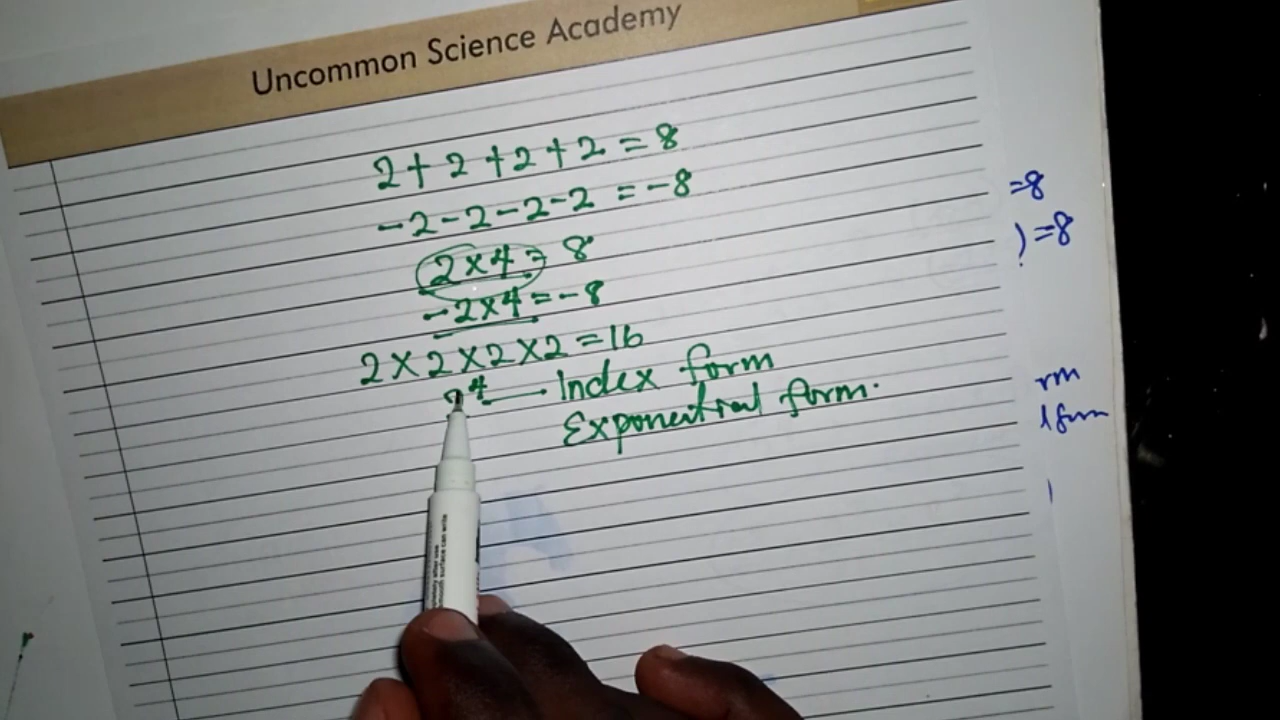 Uncommon Science Academy
2 + 2 + 2 + 2 = 8
-2 - 2 - 2 - 2 = -8
2 × 4 = 8
-2 × 4 = -8
2 × 2 × 2 × 2 = 16
2⁴ Index form
Exponential form.
=8
) =8
rm